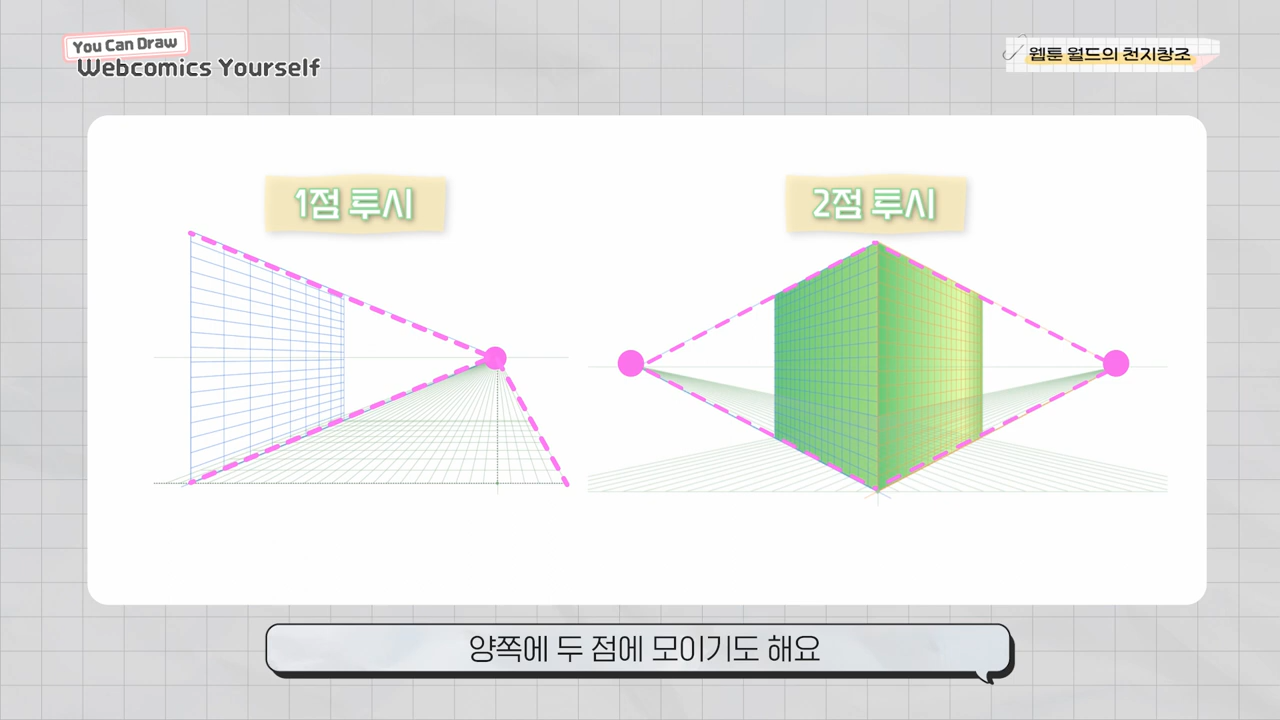 You Can Draw
Webcomics Yourself
웹툰 월드의 천지창조
1점 투시
2점 투시
양쪽에 두 점에 모이기도 해요